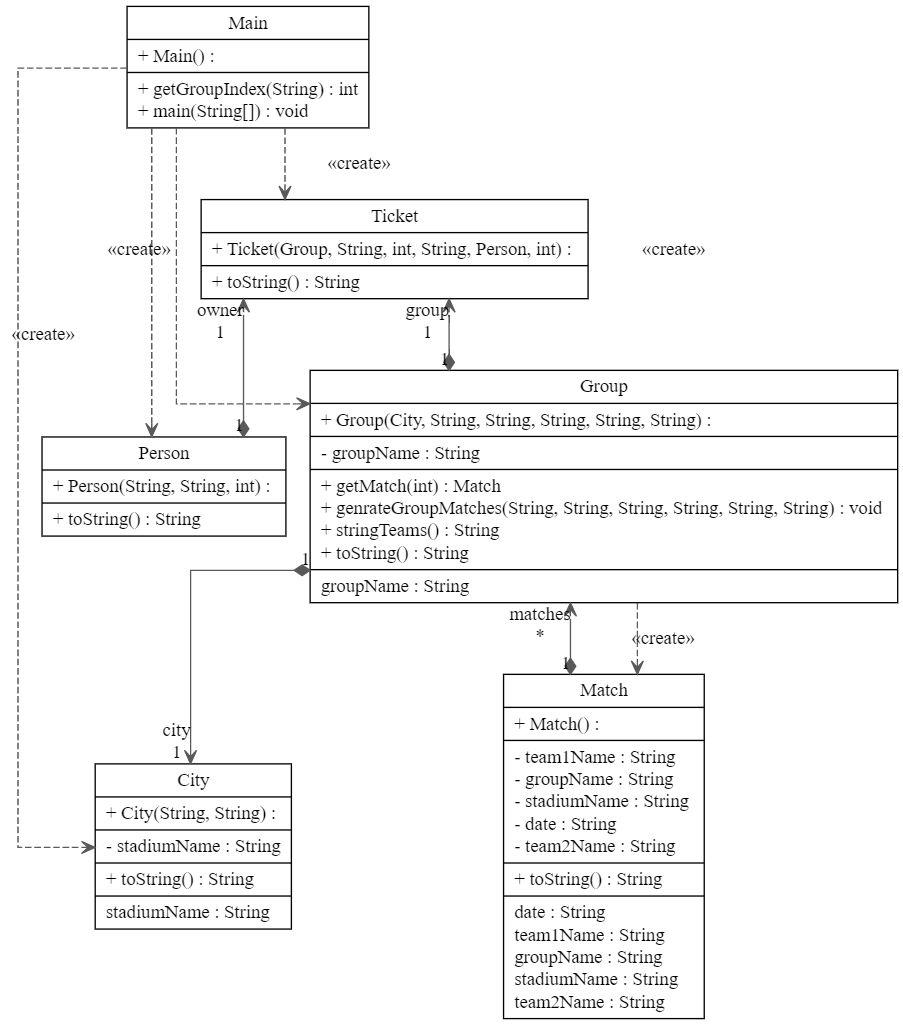 Main
+ Main() :
+ getGroupIndex(String) : int
+ main(String[]) : void
«create»
Ticket
+ Ticket(Group, String, int, String, Person, int) :
+ toString() : String
«create»
«create»
owner
1
group
1
«create»
1
Group
+ Group(City, String, String, String, String, String) :
- groupName : String
+ getMatch(int) : Match
+ genrateGroupMatches(String, String, String, String, String, String) : void
+ stringTeams() : String
+ toString() : String
groupName : String
1
Person
+ Person(String, String, int) :
+ toString() : String
1
matches
*
«create»
1
city
1
Match
+ Match() :
- team1Name : String
- groupName : String
- stadiumName : String
- date : String
- team2Name : String
+ toString() : String
date : String
team1Name : String
groupName : String
stadiumName : String
team2Name : String
City
+ City(String, String) :
- stadiumName : String
+ toString() : String
stadiumName : String